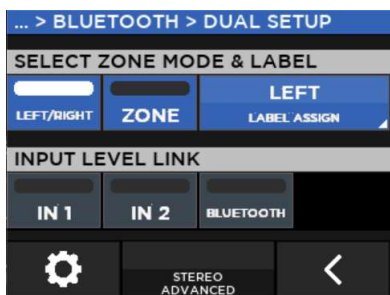 ... > BLUETOOTH > DUAL SETUP
SELECT ZONE MODE & LABEL
LEFT/RIGHT
ZONE
LEFT
LABEL ASSIGN
INPUT LEVEL LINK
IN 1
IN 2
BLUETOOTH
STEREO
ADVANCED